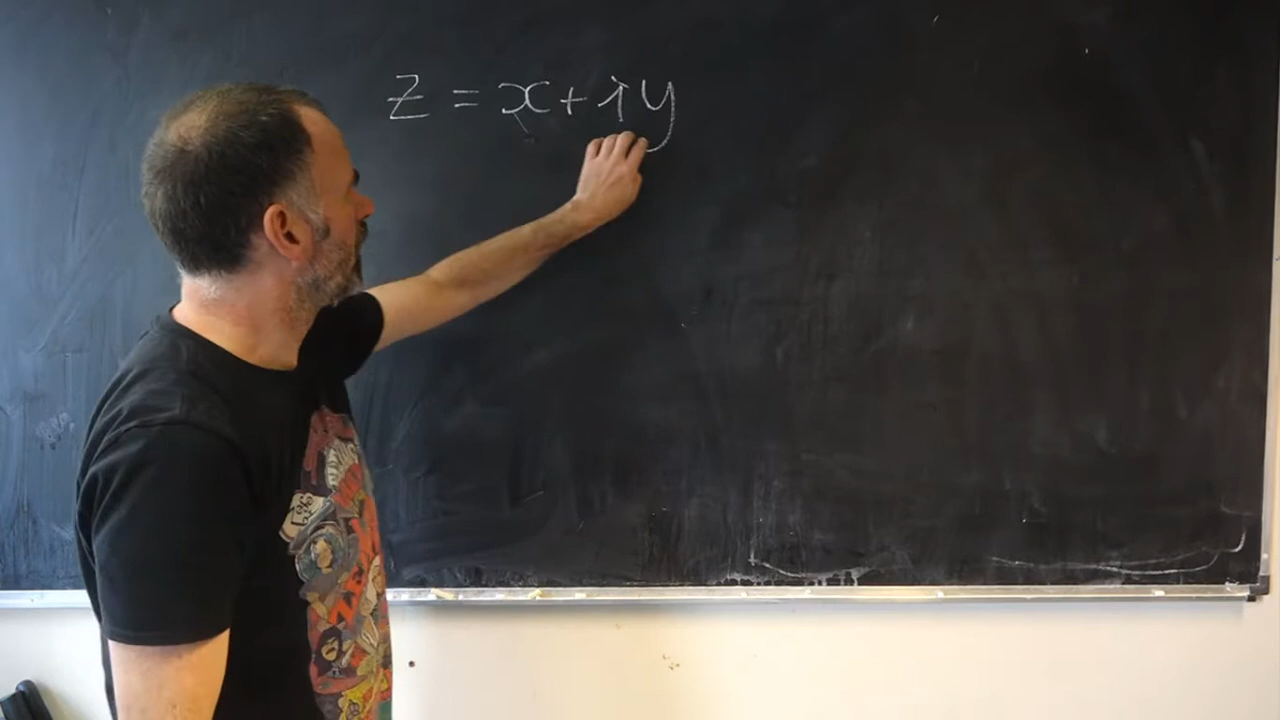 z = x + iy